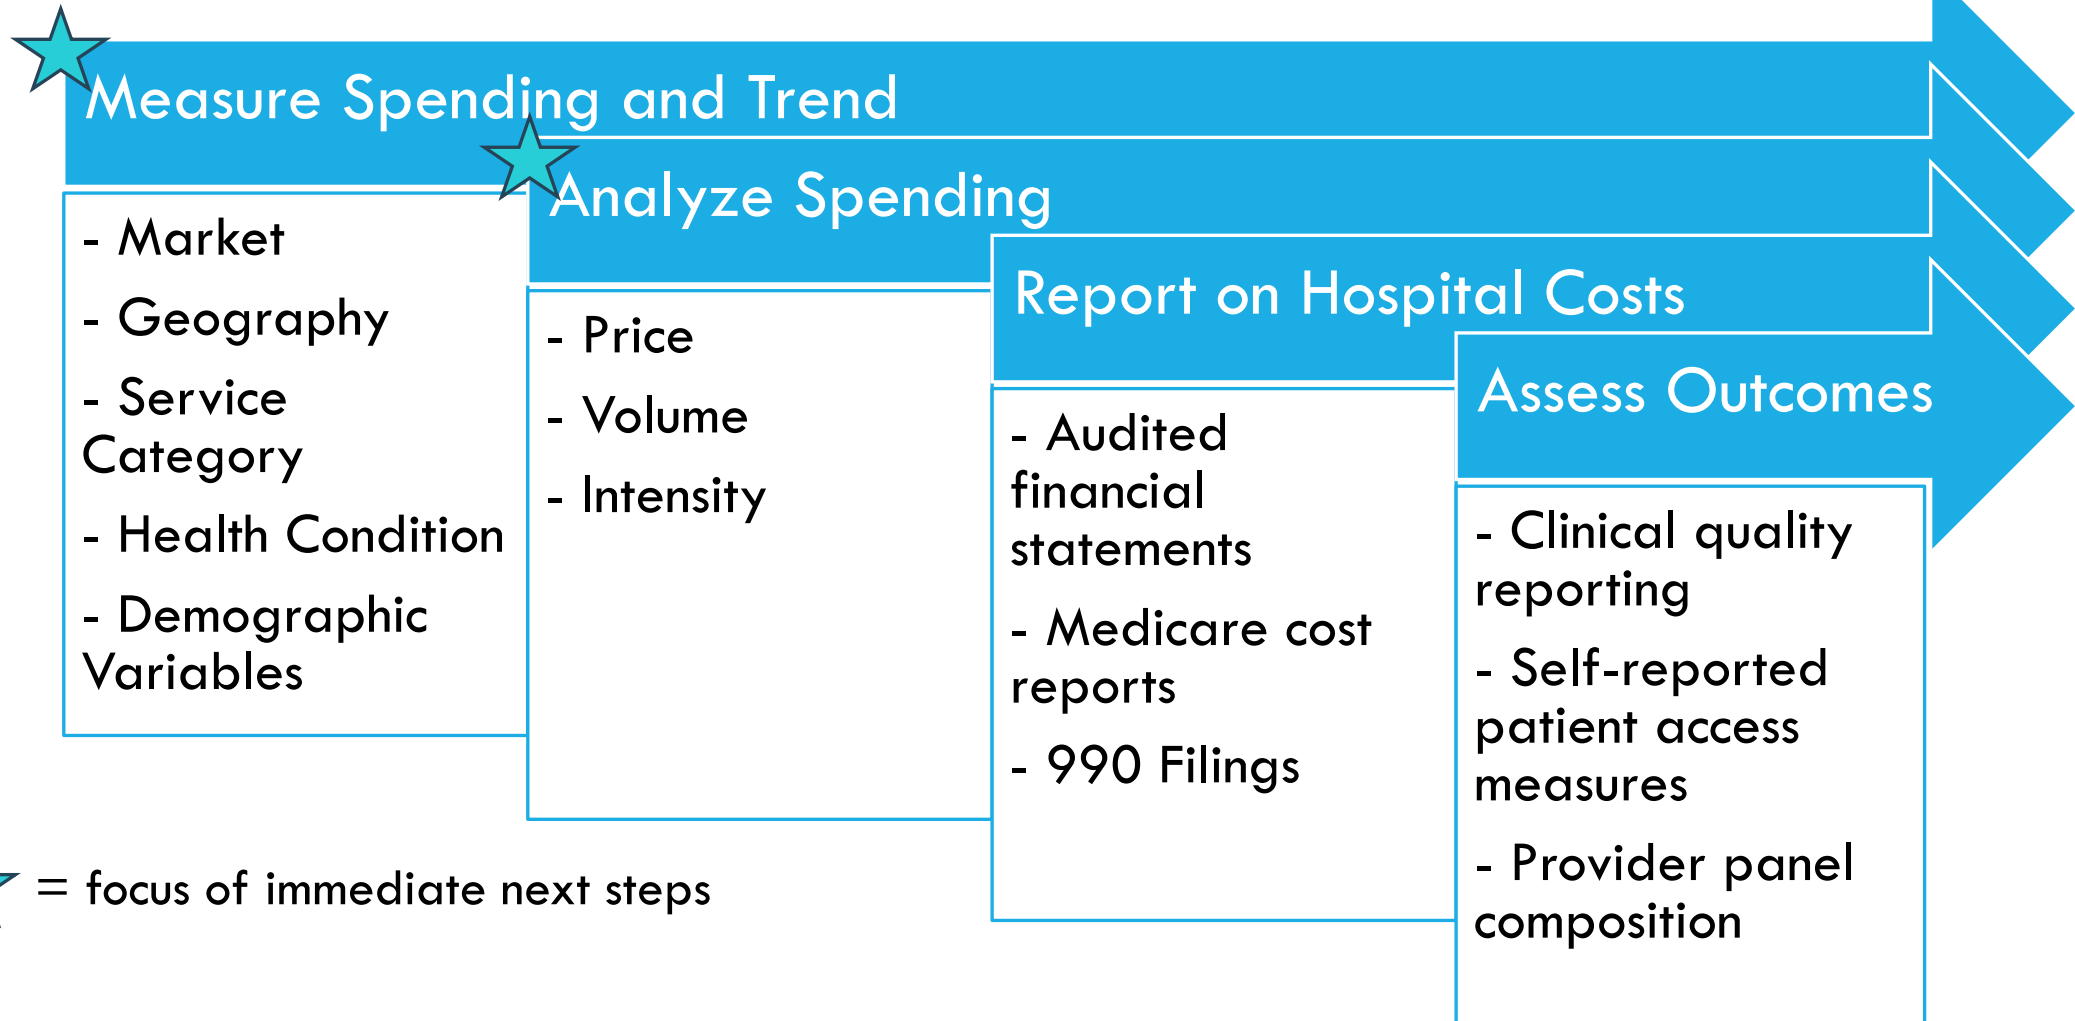 Measure Spending and Trend
- Market
- Geography
- Service
Category
- Health Condition
- Demographic
Variables
Analyze Spending
- Price
- Volume
- Intensity
Report on Hospital Costs
- Audited
financial
statements
- Medicare cost
reports
- 990 Filings
Assess Outcomes
- Clinical quality
reporting
- Self-reported
patient access
measures
- Provider panel
composition
= focus of immediate next steps